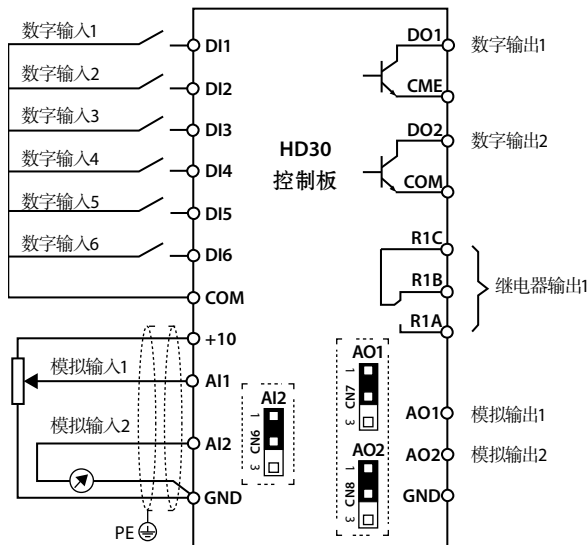 数字输入1
DI1
数字输入2
DI2
数字输入3
DI3
数字输入4
DI4
数字输入5
DI5
数字输入6
DI6
COM
HD30
控制板
DO1
数字输出1
CME
DO2
数字输出2
COM
R1C
R1B
继电器输出1
R1A
+10
模拟输入1
AI1
模拟输入2
AI2
GND
PE
AI2
1
CN6
3
AO1
1
CN7
3
AO2
1
CN8
3
AO1
模拟输出1
AO2
模拟输出2
GND